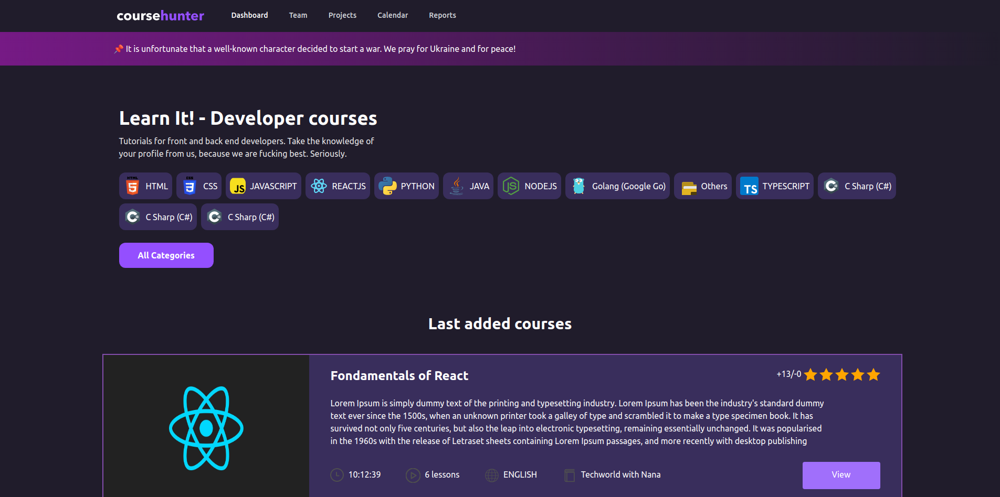 coursehunter
Dashboard Team Projects Calendar Reports
It is unfortunate that a well-known character decided to start a war. We pray for Ukraine and for peace!
Learn It! - Developer courses
Tutorials for front and back end developers. Take the knowledge of
your profile from us, because we are fucking best. Seriously.
HTML HTML CSS CSS JS JAVASCRIPT REACTJS PYTHON JAVA JS NODEJS Golang (Google Go) Others TS TYPESCRIPT C# C Sharp (C#)
C# C Sharp (C#) C# C Sharp (C#)
All Categories
Last added courses
Fondamentals of React
+13/-0
Lorem Ipsum is simply dummy text of the printing and typesetting industry. Lorem Ipsum has been the industry's standard dummy
text ever since the 1500s, when an unknown printer took a galley of type and scrambled it to make a type specimen book. It has
survived not only five centuries, but also the leap into electronic typesetting, remaining essentially unchanged. It was popularised
in the 1960s with the release of Letraset sheets containing Lorem Ipsum passages, and more recently with desktop publishing
10:12:39 6 lessons ENGLISH Techworld with Nana View